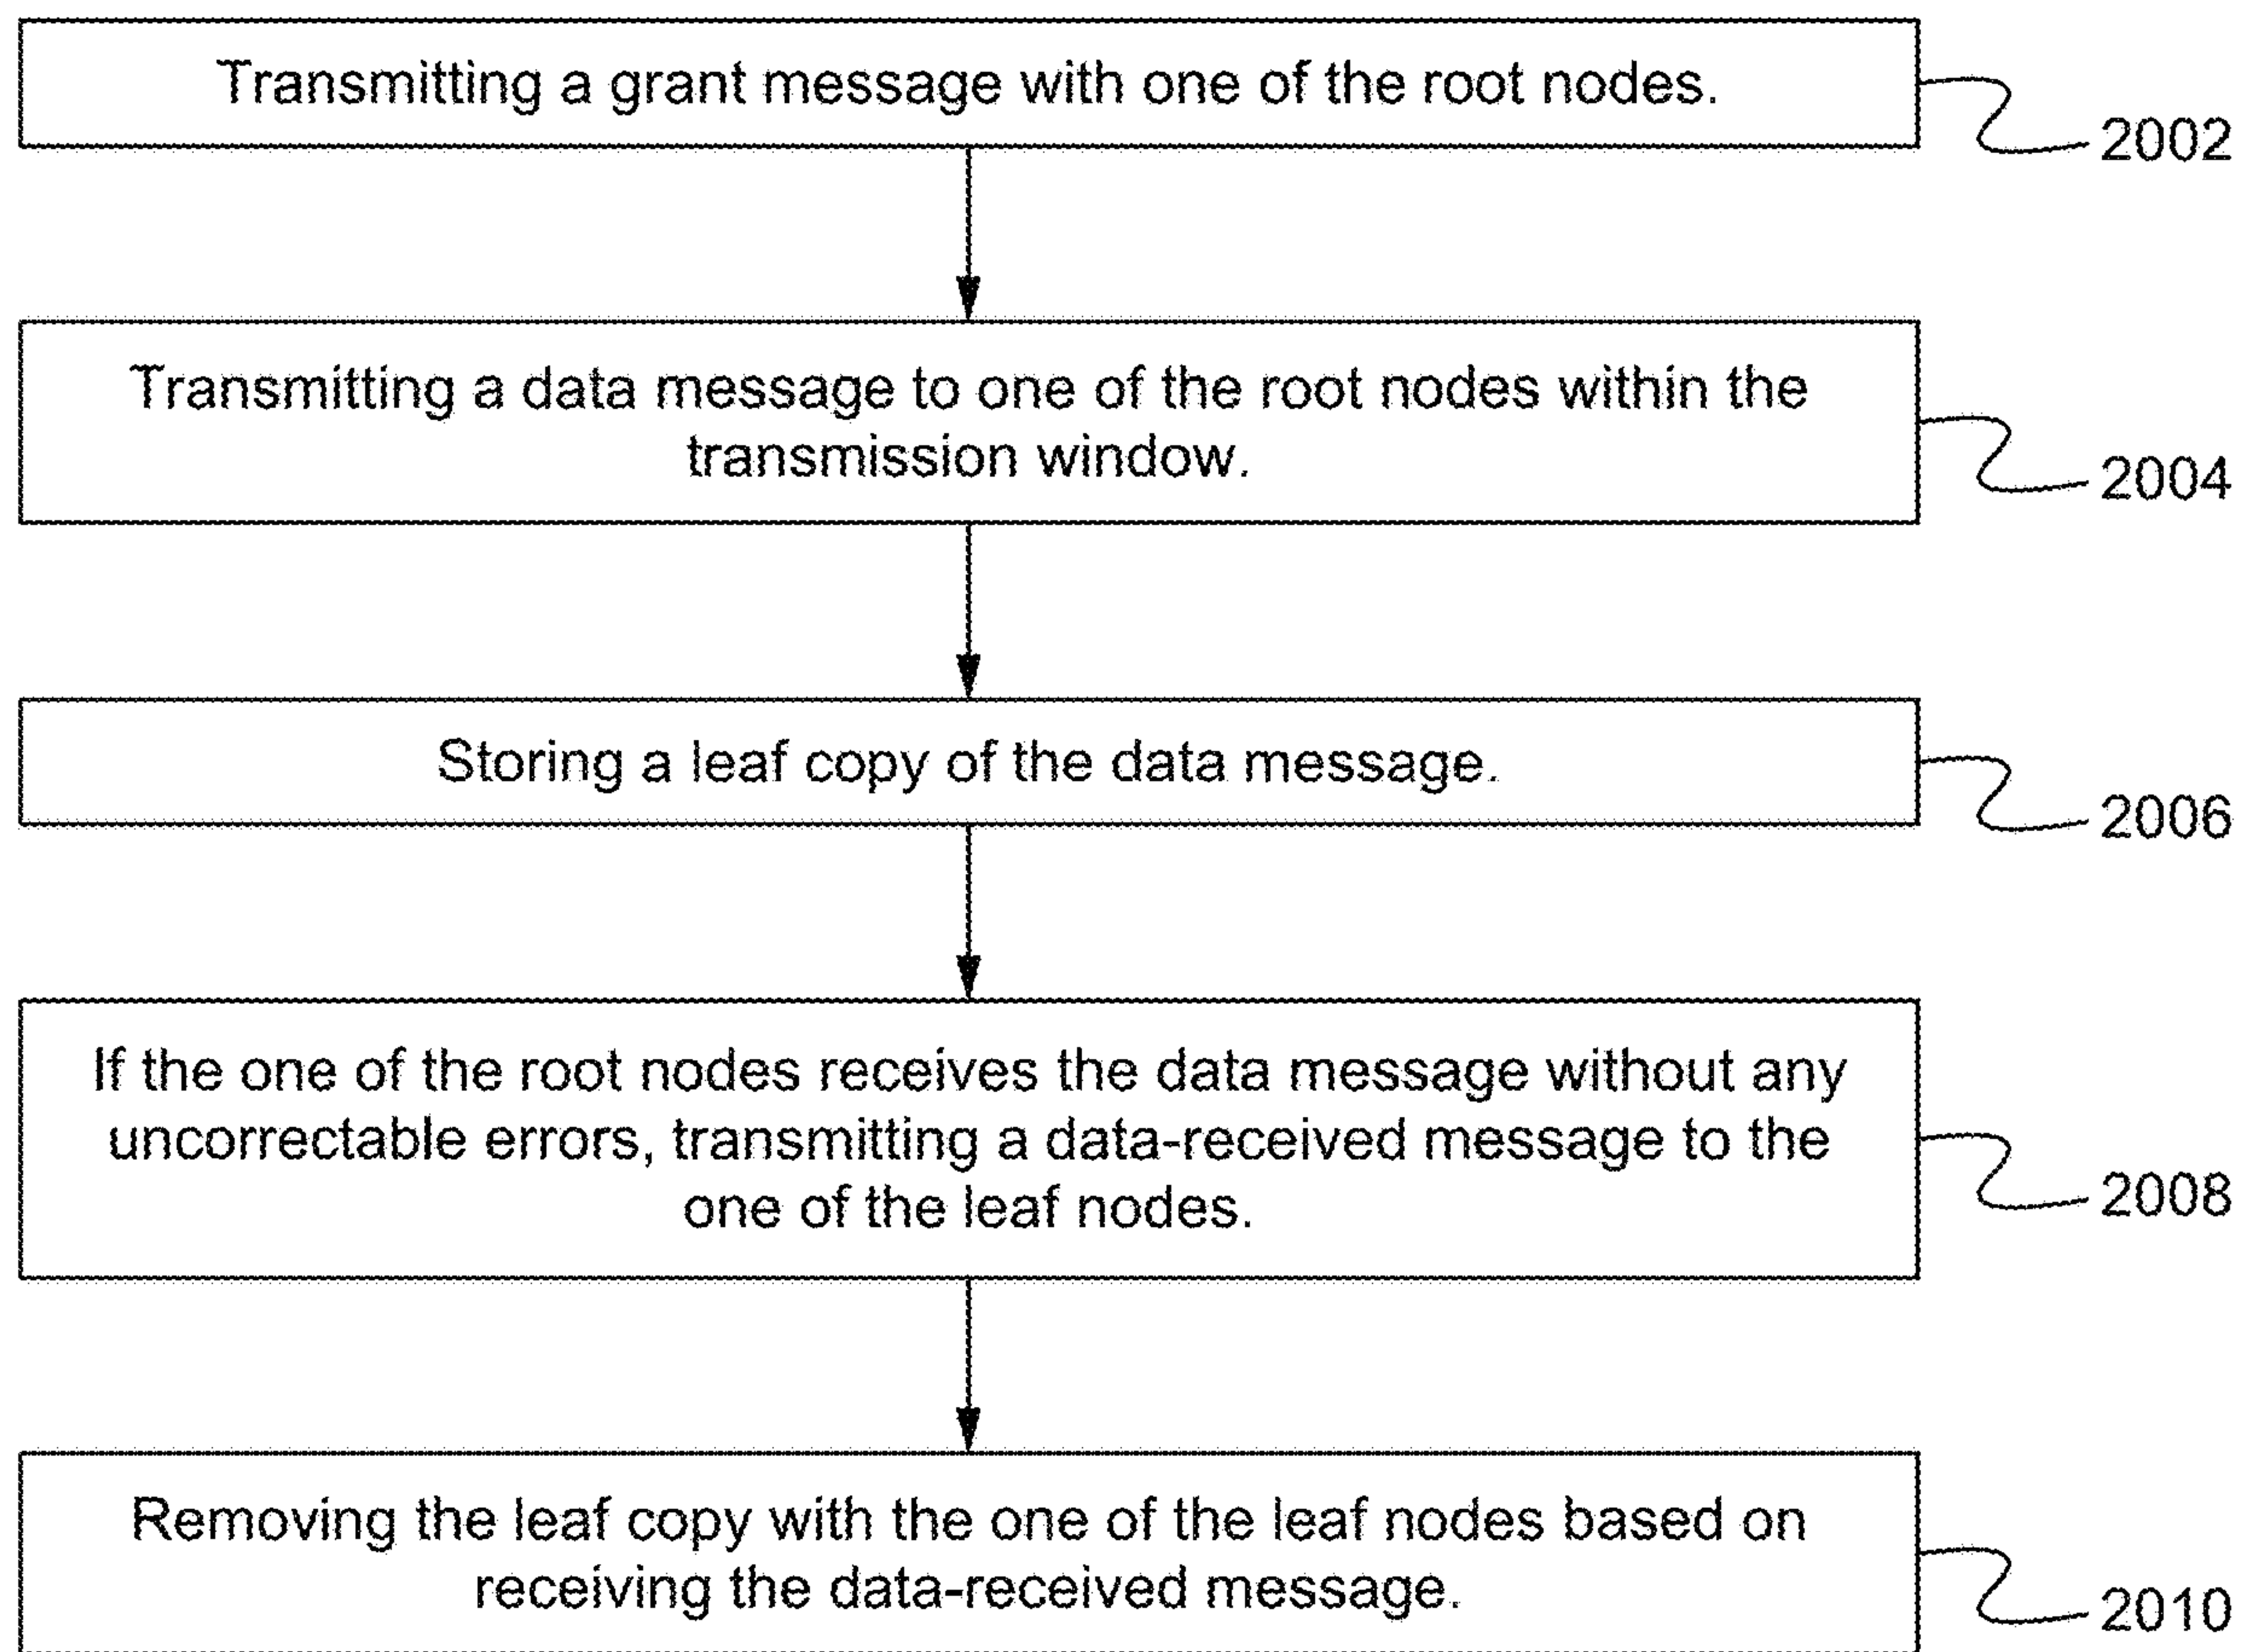 Transmitting a grant message with one of the root nodes.
2002
Transmitting a data message to one of the root nodes within the
transmission window.
2004
Storing a leaf copy of the data message.
2006
If the one of the root nodes receives the data message without any
uncorrectable errors, transmitting a data-received message to the
one of the leaf nodes.
2008
Removing the leaf copy with the one of the leaf nodes based on
receiving the data-received message.
2010